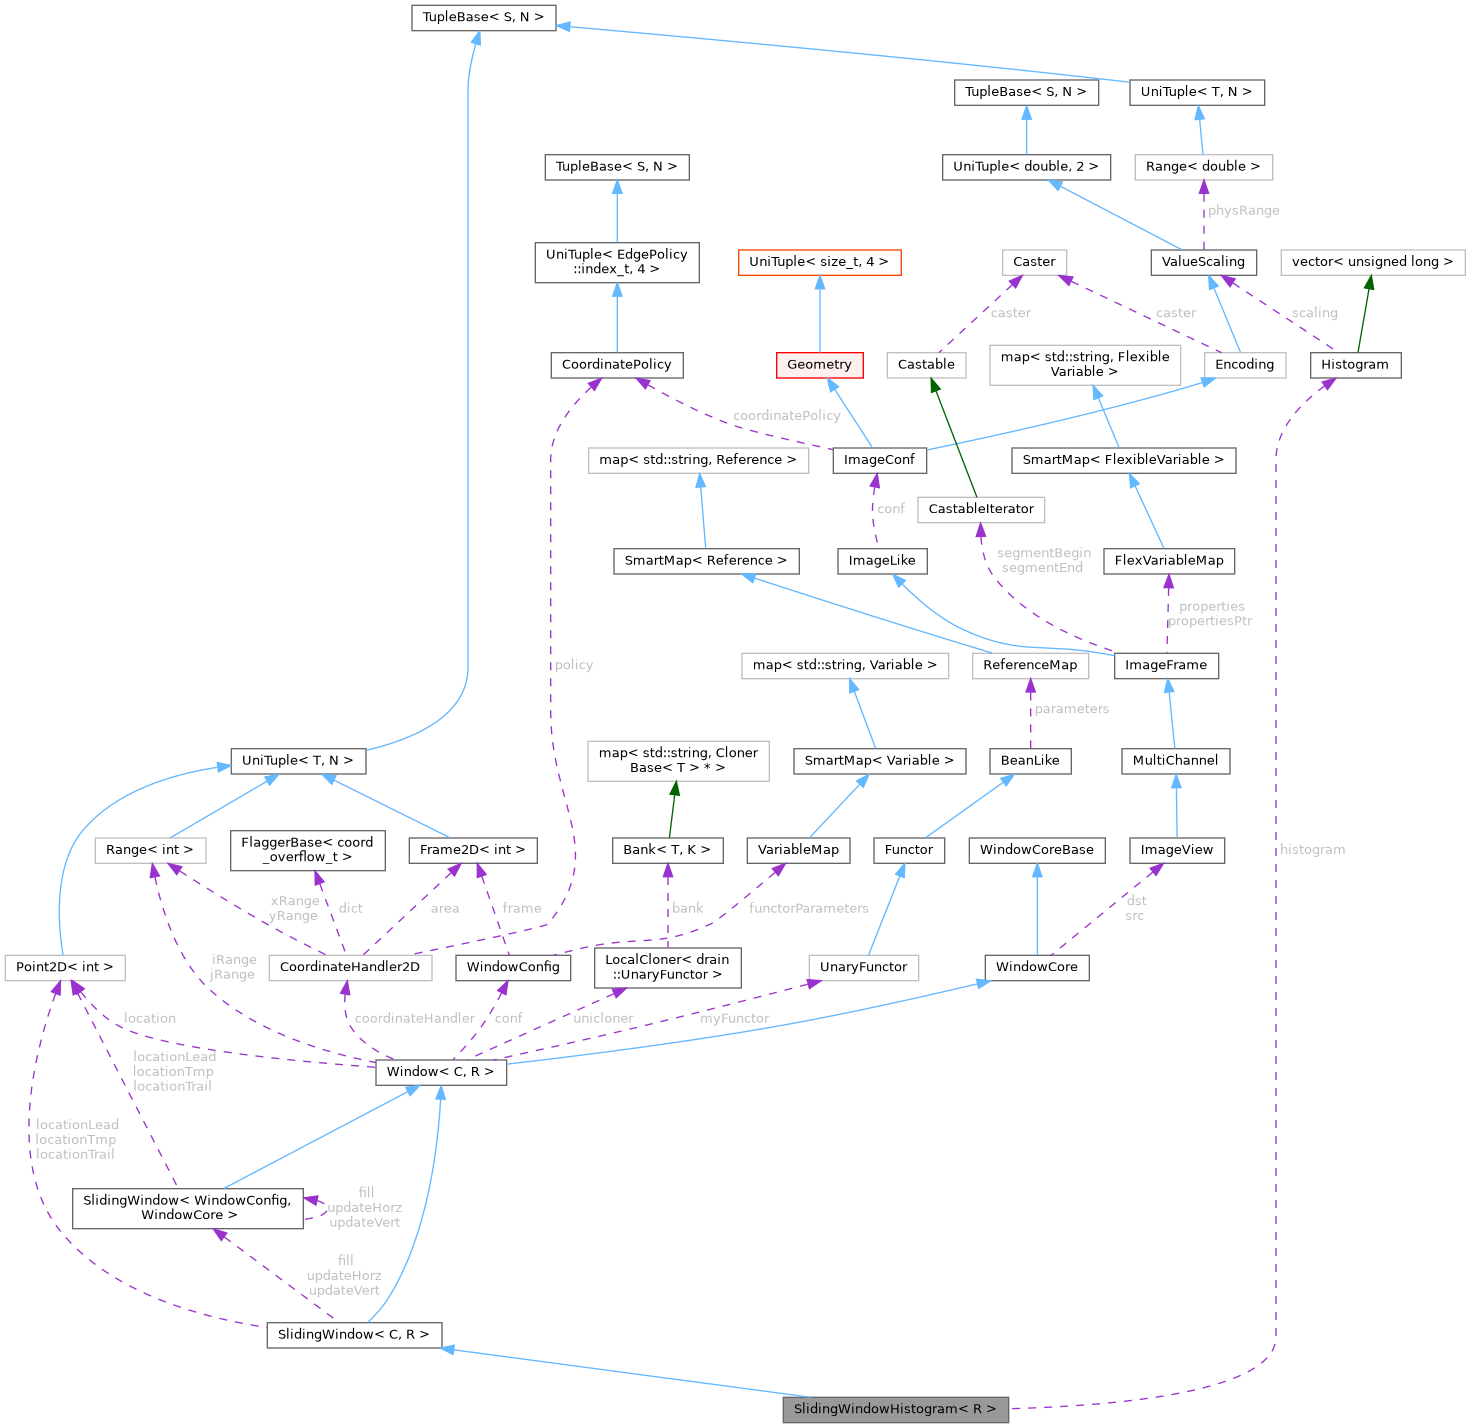 TupleBase< S, N >
TupleBase< S, N >
UniTuple< T, N >
TupleBase< S, N >
UniTuple< double, 2 >
Range< double >
physRange
UniTuple< EdgePolicy
::index_t, 4 >
UniTuple< size_t, 4 >
Caster
ValueScaling
vector< unsigned long >
caster
caster
scaling
CoordinatePolicy
Geometry
Castable
map< std::string, Flexible
Variable >
Encoding
Histogram
coordinatePolicy
map< std::string, Reference >
ImageConf
SmartMap< FlexibleVariable >
conf
CastableIterator
SmartMap< Reference >
ImageLike
segmentBegin
segmentEnd
FlexVariableMap
properties
propertiesPtr
policy
map< std::string, Variable >
ReferenceMap
ImageFrame
parameters
UniTuple< T, N >
map< std::string, Cloner
Base< T > * >
SmartMap< Variable >
BeanLike
MultiChannel
Range< int >
FlaggerBase< coord
_overflow_t >
Frame2D< int >
Bank< T, K >
VariableMap
Functor
WindowCoreBase
ImageView
histogram
xRange
yRange
dict
area
frame
bank
functorParameters
dst
src
Point2D< int >
iRange
jRange
CoordinateHandler2D
WindowConfig
LocalCloner< drain
::UnaryFunctor >
UnaryFunctor
WindowCore
location
coordinateHandler
conf
unicloner
myFunctor
locationLead
locationTmp
locationTrail
Window< C, R >
locationLead
locationTmp
locationTrail
SlidingWindow< WindowConfig,
WindowCore >
fill
updateHorz
updateVert
fill
updateHorz
updateVert
SlidingWindow< C, R >
SlidingWindowHistogram< R >